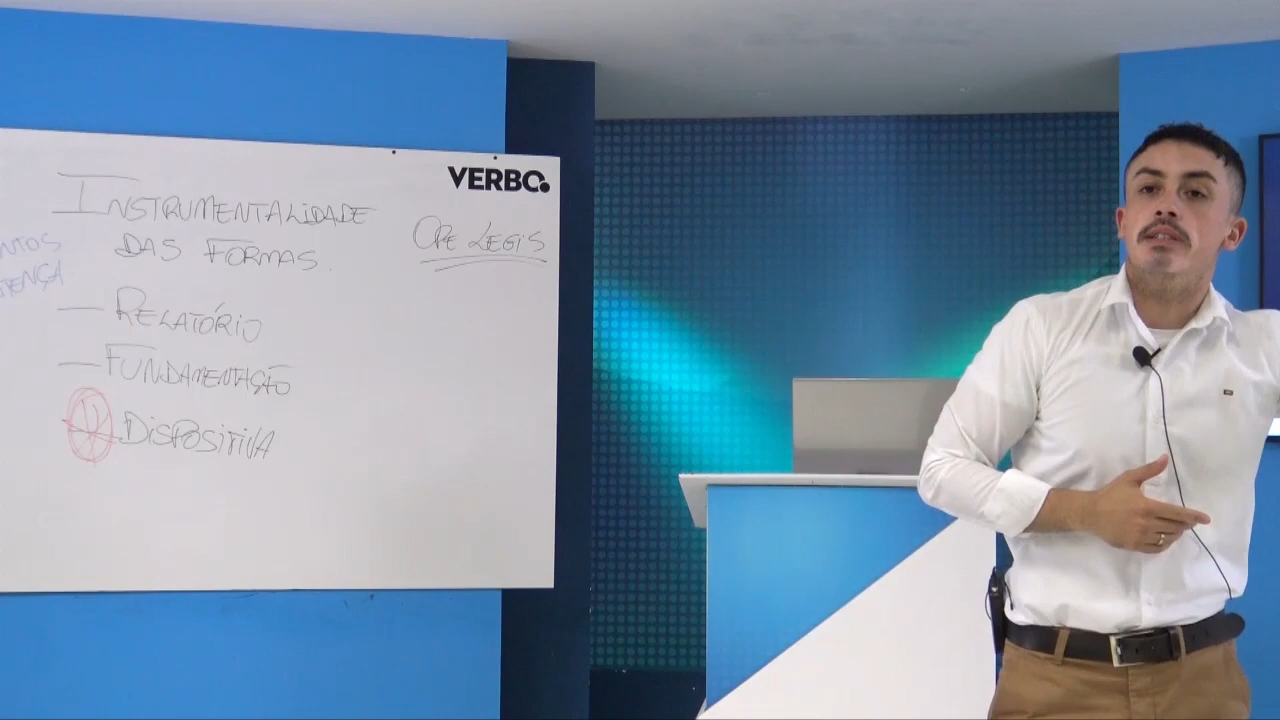 VERBO.
INSTRUMENTALIDADE
DAS FORMAS.
OPE LEGIS
— RELATÓRIO
— FUNDAMENTAÇÃO
— DISPOSITIVA